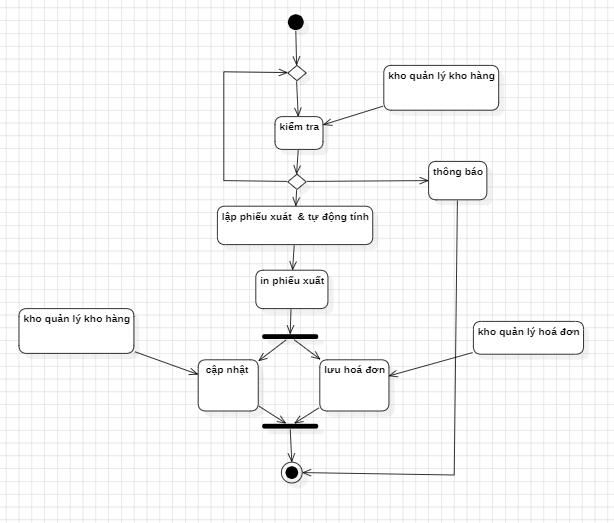 kho quản lý kho hàng
kiểm tra
thông báo
lập phiếu xuát & tự động tính
in phiếu xuất
kho quản lý kho hàng
kho quản lý hoá đơn
cập nhật
lưu hoá đơn